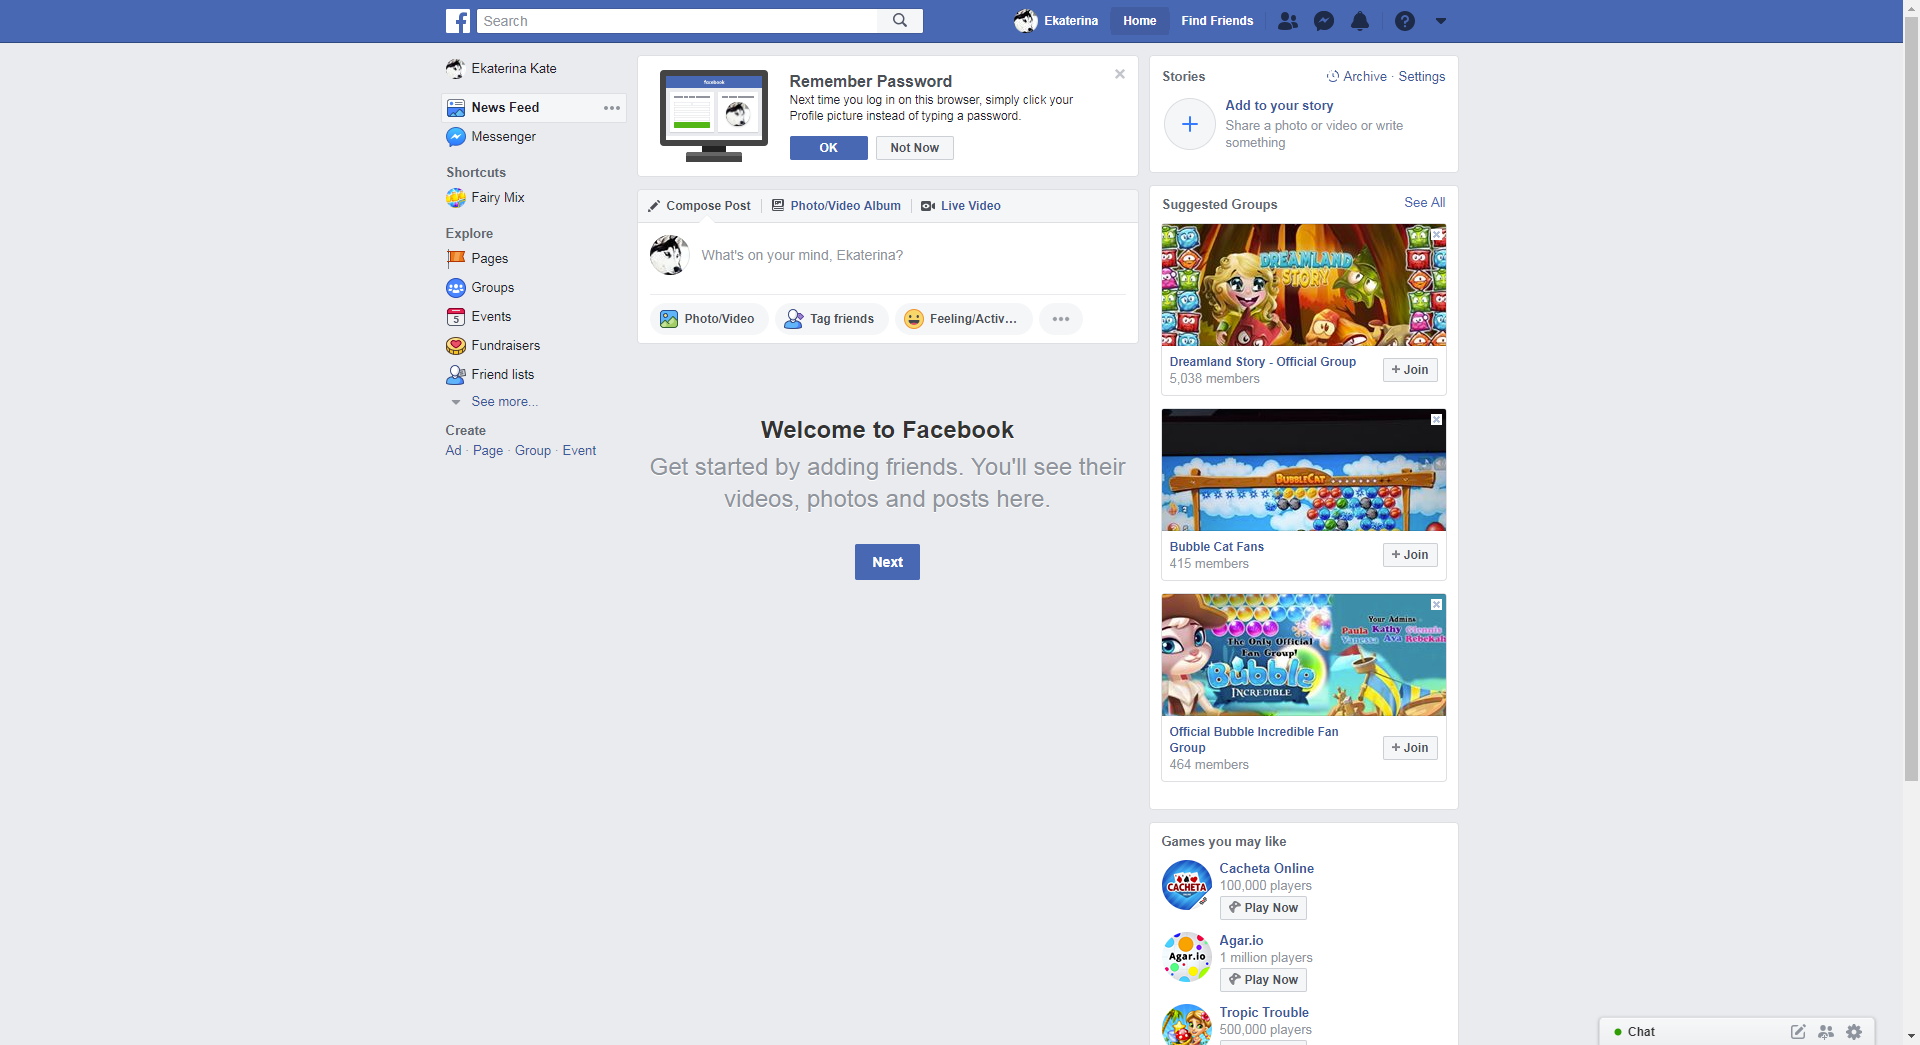 Search
Ekaterina
Home
Find Friends
Ekaterina Kate
News Feed
Messenger
Shortcuts
Fairy Mix
Explore
Pages
Groups
5
Events
Fundraisers
Friend lists
See more...
Create
Ad · Page · Group · Event
facebook
Remember Password
Next time you log in on this browser, simply click your
Profile picture instead of typing a password.
OK
Not Now
Compose Post
Photo/Video Album
Live Video
What's on your mind, Ekaterina?
Photo/Video
Tag friends
Feeling/Activ...
Welcome to Facebook
Get started by adding friends. You'll see their
videos, photos and posts here.
Next
Stories
Archive · Settings
Add to your story
Share a photo or video or write
something
Suggested Groups
See All
DREAMLAND
STORY
Dreamland Story - Official Group
5,038 members
+ Join
BUBBLECAT
Bubble Cat Fans
415 members
+ Join
Your Admins
Paula Kathy Glennis
Vanessa Ava Rebekah
The Only Official
Fan Group!
Bubble
INCREDIBLE
Official Bubble Incredible Fan
Group
464 members
+ Join
Games you may like
CACHETA
Cacheta Online
100,000 players
Play Now
Agar.io
Agar.io
1 million players
Play Now
Tropic Trouble
500,000 players
Chat